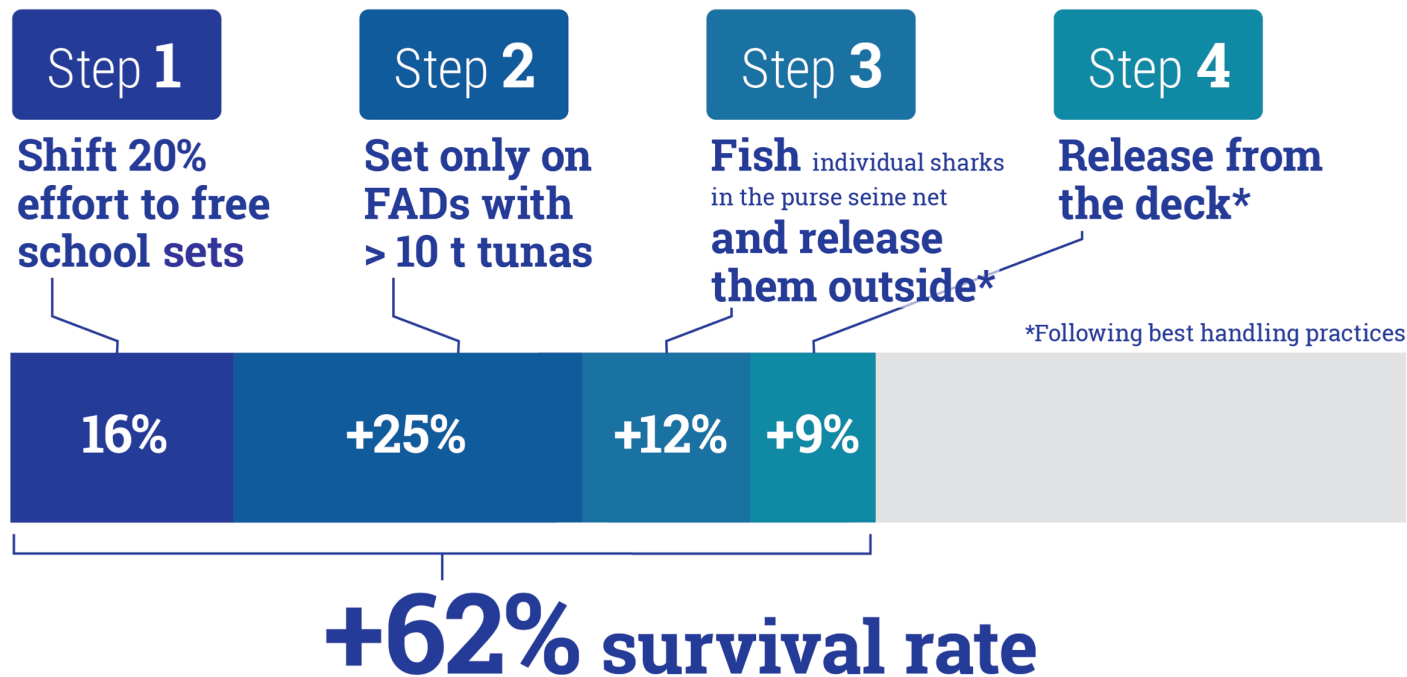 Step 1
Shift 20%
effort to free
school sets
Step 2
Set only on
FADs with
> 10 t tunas
Step 3
Fish individual sharks
in the purse seine net
and release
them outside*
Step 4
Release from
the deck*
*Following best handling practices
16%
+25%
+12%
+9%
+62% survival rate